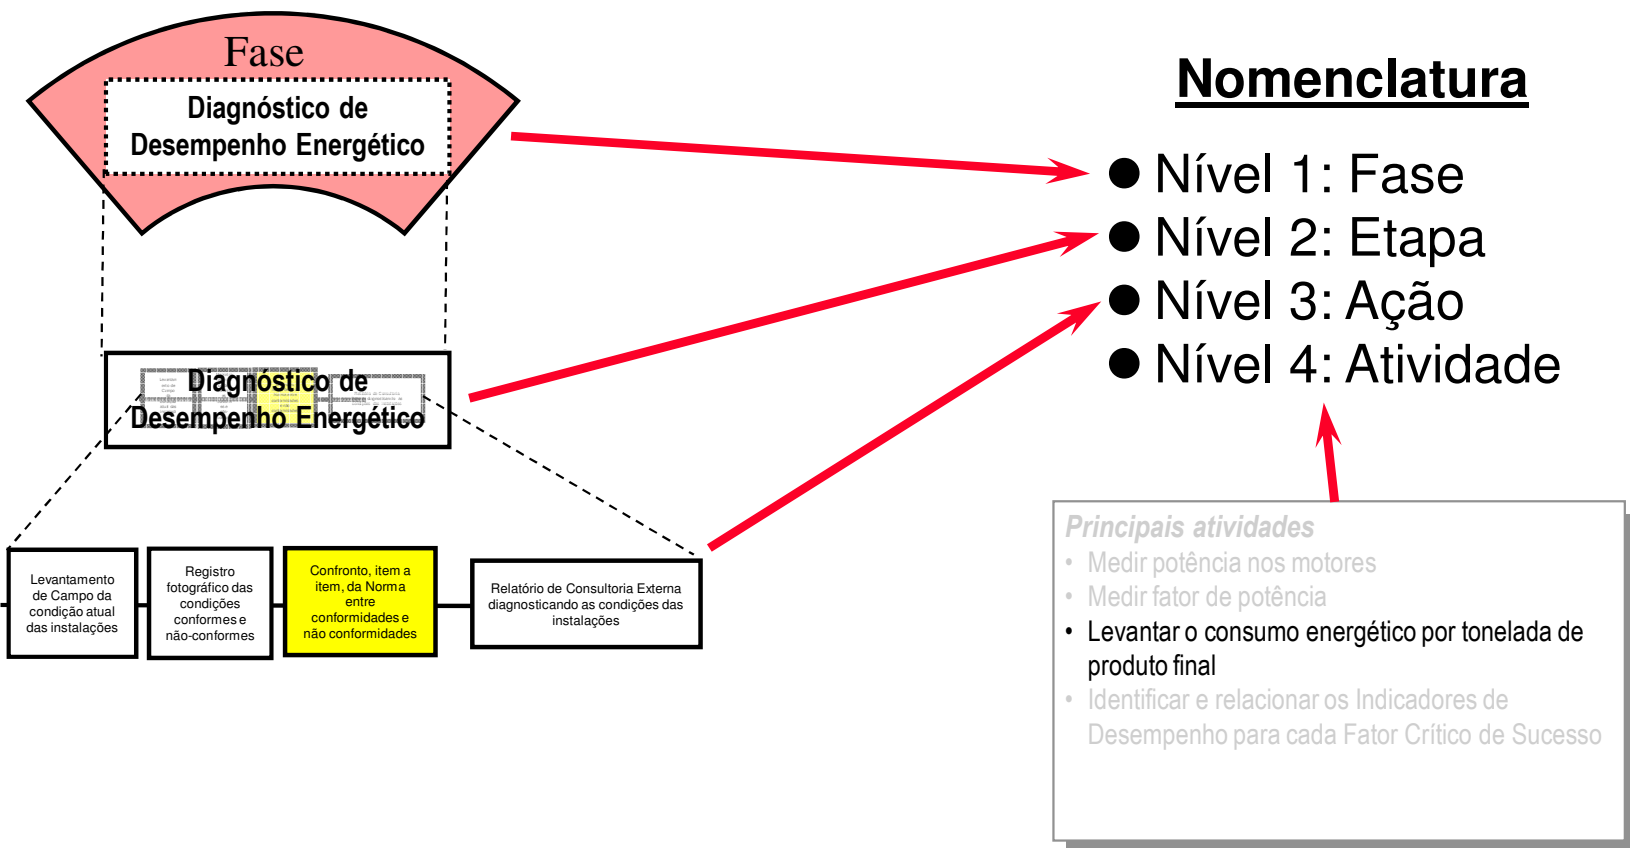 Fase
Diagnóstico de
Desempenho Energético
Nomenclatura
Nível 1: Fase
Nível 2: Etapa
Nível 3: Ação
Nível 4: Atividade
Diagnóstico de
Desempenho Energético
Levantamento
de Campo da
condição atual
das instalações
Registro
fotográfico das
condições
conformes e
não-conformes
Confronto, item a
item, da Norma
entre
conformidades e
não conformidades
Relatório de Consultoria Externa
diagnosticando as condições das
instalações
Principais atividades
• Medir potência nos motores
• Medir fator de potência
• Levantar o consumo energético por tonelada de
produto final
• Identificar e relacionar os Indicadores de
Desempenho para cada Fator Crítico de Sucesso